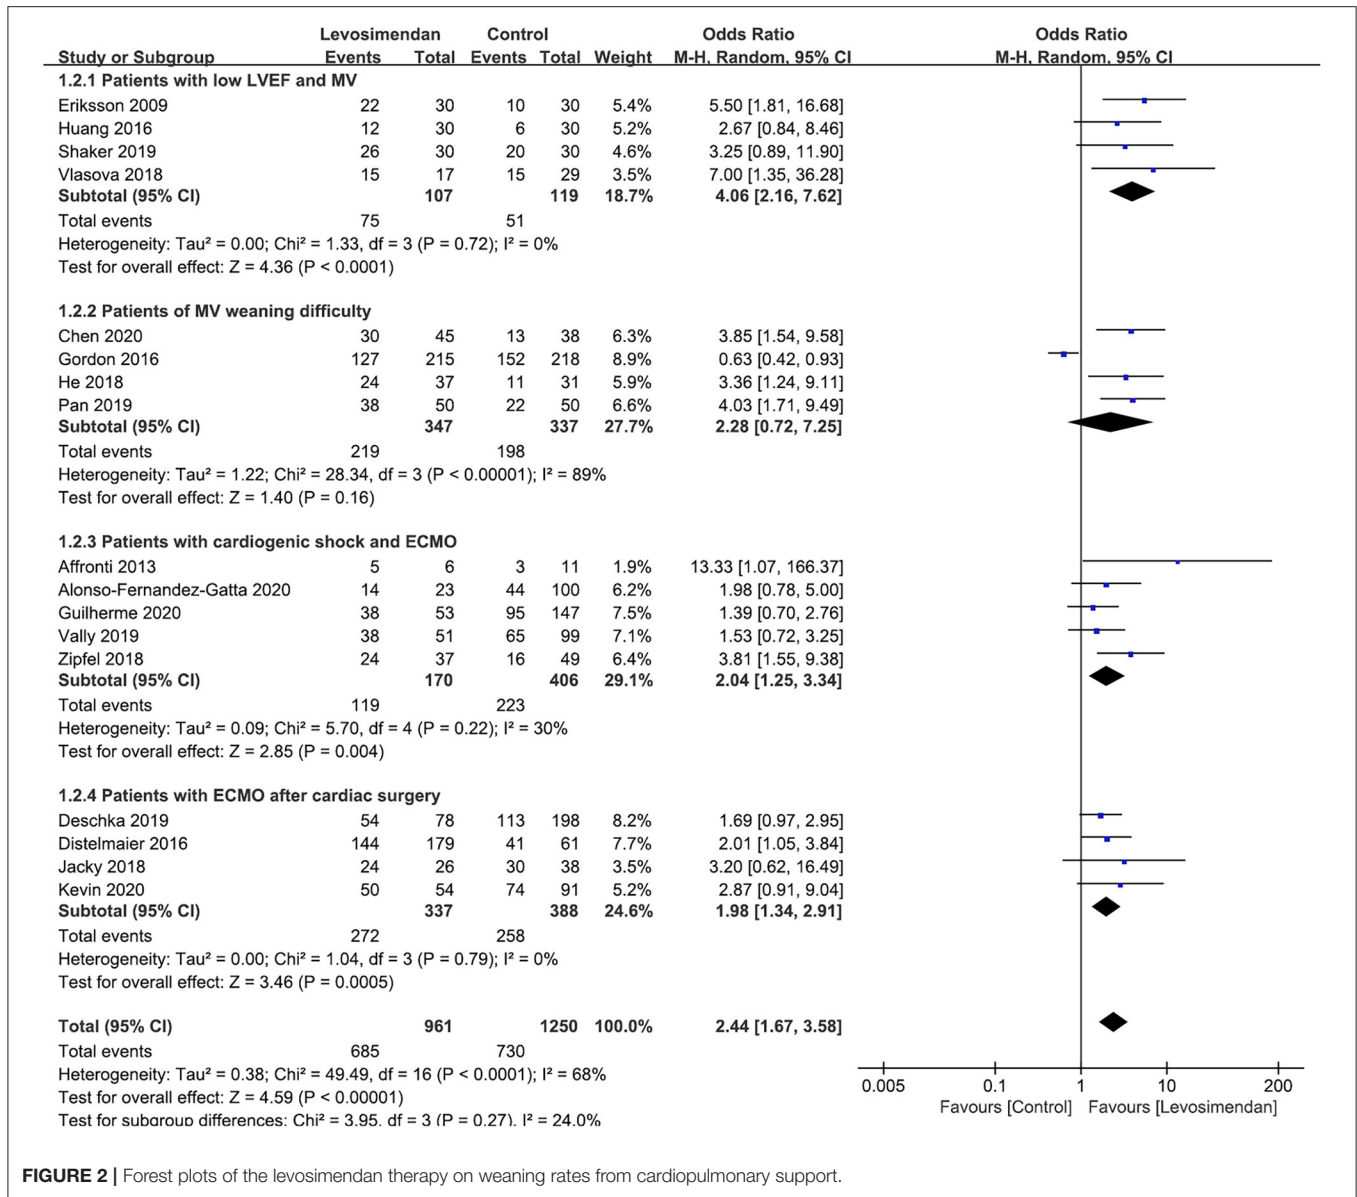 Levosimendan Control Odds Ratio Odds Ratio
Study or Subgroup Events Total Events Total Weight M-H, Random, 95% CI M-H, Random, 95% CI
1.2.1 Patients with low LVEF and MV
Eriksson 2009 22 30 10 30 5.4% 5.50 [1.81, 16.68]
Huang 2016 12 30 6 30 5.2% 2.67 [0.84, 8.46]
Shaker 2019 26 30 20 30 4.6% 3.25 [0.89, 11.90]
Vlasova 2018 15 17 15 29 3.5% 7.00 [1.35, 36.28]
Subtotal (95% CI) 107 119 18.7% 4.06 [2.16, 7.62]
Total events 75 51
Heterogeneity: Tau² = 0.00; Chi² = 1.33, df = 3 (P = 0.72); I² = 0%
Test for overall effect: Z = 4.36 (P < 0.0001)
1.2.2 Patients of MV weaning difficulty
Chen 2020 30 45 13 38 6.3% 3.85 [1.54, 9.58]
Gordon 2016 127 215 152 218 8.9% 0.63 [0.42, 0.93]
He 2018 24 37 11 31 5.9% 3.36 [1.24, 9.11]
Pan 2019 38 50 22 50 6.6% 4.03 [1.71, 9.49]
Subtotal (95% CI) 347 337 27.7% 2.28 [0.72, 7.25]
Total events 219 198
Heterogeneity: Tau² = 1.22; Chi² = 28.34, df = 3 (P < 0.00001); I² = 89%
Test for overall effect: Z = 1.40 (P = 0.16)
1.2.3 Patients with cardiogenic shock and ECMO
Affronti 2013 5 6 3 11 1.9% 13.33 [1.07, 166.37]
Alonso-Fernandez-Gatta 2020 14 23 44 100 6.2% 1.98 [0.78, 5.00]
Guilherme 2020 38 53 95 147 7.5% 1.39 [0.70, 2.76]
Vally 2019 38 51 65 99 7.1% 1.53 [0.72, 3.25]
Zipfel 2018 24 37 16 49 6.4% 3.81 [1.55, 9.38]
Subtotal (95% CI) 170 406 29.1% 2.04 [1.25, 3.34]
Total events 119 223
Heterogeneity: Tau² = 0.09; Chi² = 5.70, df = 4 (P = 0.22); I² = 30%
Test for overall effect: Z = 2.85 (P = 0.004)
1.2.4 Patients with ECMO after cardiac surgery
Deschka 2019 54 78 113 198 8.2% 1.69 [0.97, 2.95]
Distelmaier 2016 144 179 41 61 7.7% 2.01 [1.05, 3.84]
Jacky 2018 24 26 30 38 3.5% 3.20 [0.62, 16.49]
Kevin 2020 50 54 74 91 5.2% 2.87 [0.91, 9.04]
Subtotal (95% CI) 337 388 24.6% 1.98 [1.34, 2.91]
Total events 272 258
Heterogeneity: Tau² = 0.00; Chi² = 1.04, df = 3 (P = 0.79); I² = 0%
Test for overall effect: Z = 3.46 (P = 0.0005)
Total (95% CI) 961 1250 100.0% 2.44 [1.67, 3.58]
Total events 685 730
Heterogeneity: Tau² = 0.38; Chi² = 49.49, df = 16 (P < 0.0001); I² = 68%
Test for overall effect: Z = 4.59 (P < 0.00001)
Test for subgroup differences: Chi² = 3.95, df = 3 (P = 0.27), I² = 24.0%
0.005 0.1 1 10 200
Favours [Control] Favours [Levosimendan]
FIGURE 2 | Forest plots of the levosimendan therapy on weaning rates from cardiopulmonary support.